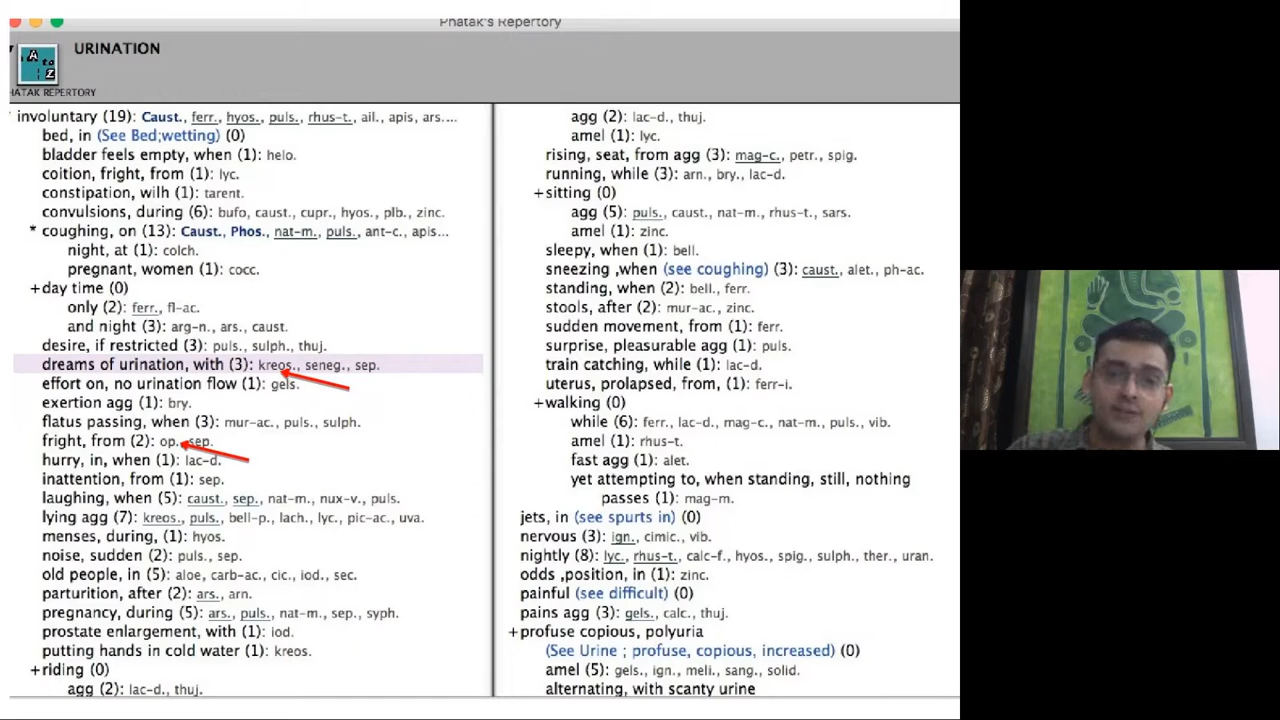 Phatak's Repertory
URINATION
HATAK REPERTORY
involuntary (19): Caust., ferr., hyos., puls., rhus-t., ail., apis, ars....
bed, in (See Bed;wetting) (0)
bladder feels empty, when (1): helo.
coition, fright, from (1): lyc.
constipation, wilh (1): tarent.
convulsions, during (6): bufo, caust., cupr., hyos., plb., zinc.
* coughing, on (13): Caust., Phos., nat-m., puls., ant-c., apis...
night, at (1): colch.
pregnant, women (1): cocc.
+day time (0)
only (2): ferr., fl-ac.
and night (3): arg-n., ars., caust.
desire, if restricted (3): puls., sulph., thuj.
dreams of urination, with (3): kreos., seneg., sep.
effort on, no urination flow (1): gels.
exertion agg (1): bry.
flatus passing, when (3): mur-ac., puls., sulph.
fright, from (2): op., sep.
hurry, in, when (1): lac-d.
inattention, from (1): sep.
laughing, when (5): caust., sep., nat-m., nux-v., puls.
lying agg (7): kreos., puls., bell-p., lach., lyc., pic-ac., uva.
menses, during, (1): hyos.
noise, sudden (2): puls., sep.
old people, in (5): aloe, carb-ac., cic., iod., sec.
parturition, after (2): ars., arn.
pregnancy, during (5): ars., puls., nat-m., sep., syph.
prostate enlargement, with (1): iod.
putting hands in cold water (1): kreos.
+riding (0)
agg (2): lac-d., thuj.
agg (2): lac-d., thuj.
amel (1): lyc.
rising, seat, from agg (3): mag-c., petr., spig.
running, while (3): arn., bry., lac-d.
+sitting (0)
agg (5): puls., caust., nat-m., rhus-t., sars.
amel (1): zinc.
sleepy, when (1): bell.
sneezing ,when (see coughing) (3): caust., alet., ph-ac.
standing, when (2): bell., ferr.
stools, after (2): mur-ac., zinc.
sudden movement, from (1): ferr.
surprise, pleasurable agg (1): puls.
train catching, while (1): lac-d.
uterus, prolapsed, from, (1): ferr-i.
+walking (0)
while (6): ferr., lac-d., mag-c., nat-m., puls., vib.
amel (1): rhus-t.
fast agg (1): alet.
yet attempting to, when standing, still, nothing
passes (1): mag-m.
jets, in (see spurts in) (0)
nervous (3): ign., cimic., vib.
nightly (8): lyc., rhus-t., calc-f., hyos., spig., sulph., ther., uran.
odds ,position, in (1): zinc.
painful (see difficult) (0)
pains agg (3): gels., calc., thuj.
+profuse copious, polyuria
(See Urine ; profuse, copious, increased) (0)
amel (5): gels., ign., meli., sang., solid.
alternating, with scanty urine